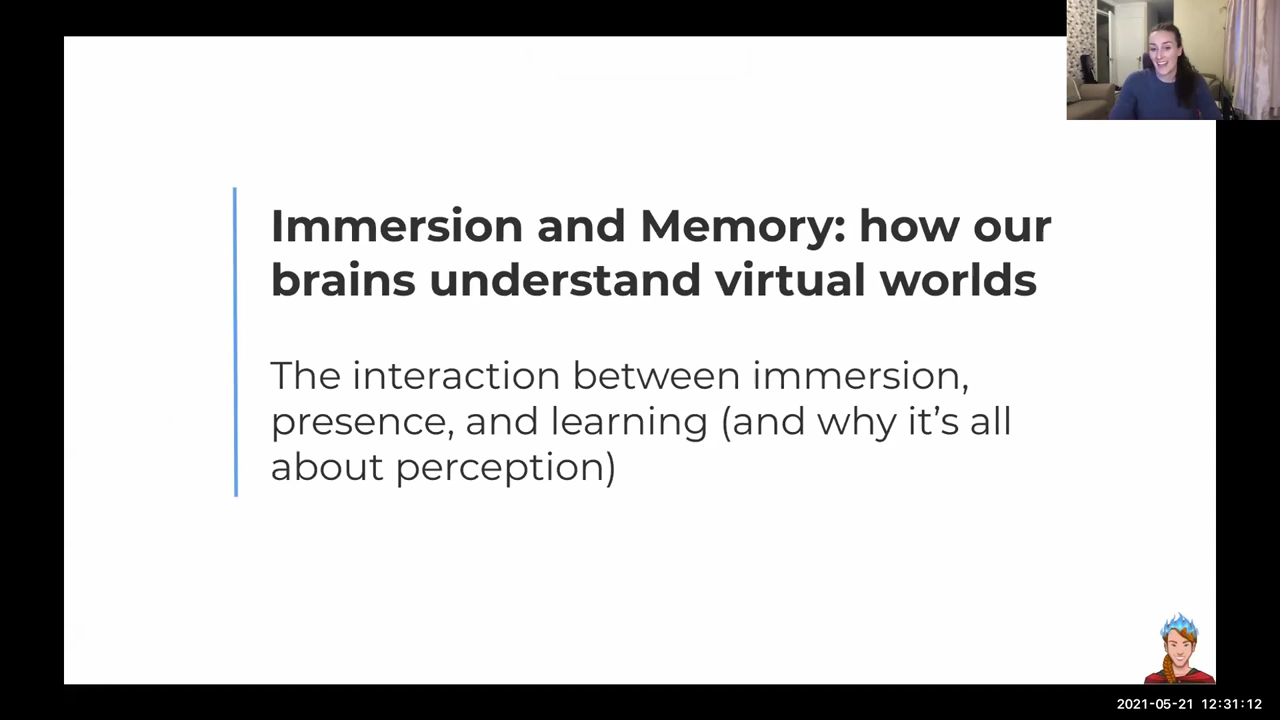 Immersion and Memory: how our
brains understand virtual worlds
The interaction between immersion,
presence, and learning (and why it’s all
about perception)
2021-05-21 12:31:12